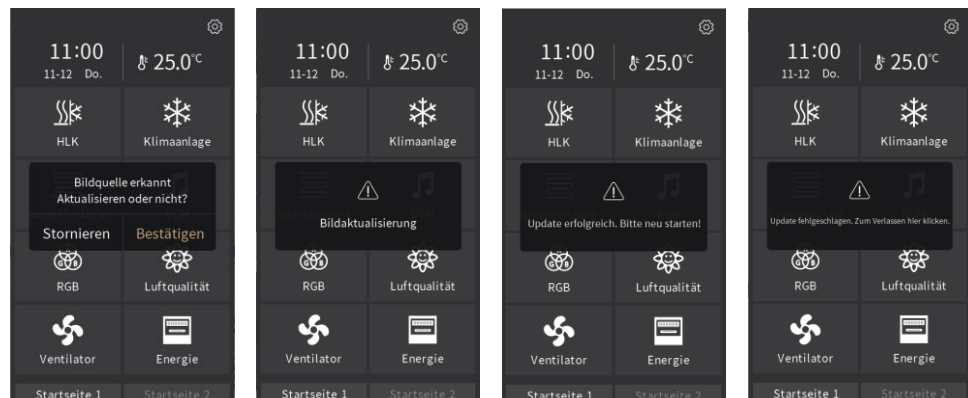 11:00
11-12 Do.
25.0°C
HLK
Klimaanlage
Bildquelle erkannt
Aktualisieren oder nicht?
Stornieren
Bestätigen
RGB
Luftqualität
Ventilator
Energie
Startseite 1
Startseite 2
11:00
11-12 Do.
25.0°C
HLK
Klimaanlage
Bildaktualisierung
RGB
Luftqualität
Ventilator
Energie
Startseite 1
Startseite 2
11:00
11-12 Do.
25.0°C
HLK
Klimaanlage
Update erfolgreich. Bitte neu starten!
RGB
Luftqualität
Ventilator
Energie
Startseite 1
Startseite 2
11:00
11-12 Do.
25.0°C
HLK
Klimaanlage
Update fehlgeschlagen. Zum Verlassen hier klicken.
RGB
Luftqualität
Ventilator
Energie
Startseite 1
Startseite 2